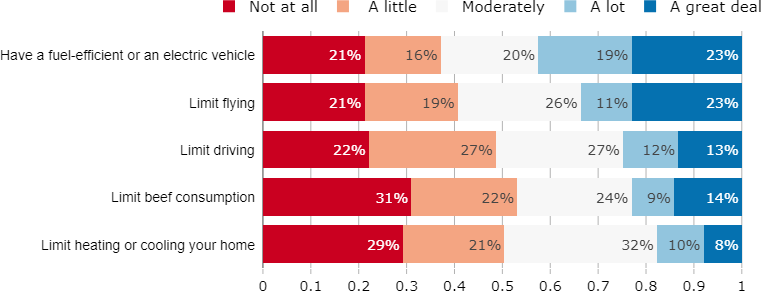 Not at all A little Moderately A lot A great deal
Have a fuel-efficient or an electric vehicle 21% 16% 20% 19% 23%
Limit flying 21% 19% 26% 11% 23%
Limit driving 22% 27% 27% 12% 13%
Limit beef consumption 31% 22% 24% 9% 14%
Limit heating or cooling your home 29% 21% 32% 10% 8%
0 0.1 0.2 0.3 0.4 0.5 0.6 0.7 0.8 0.9 1